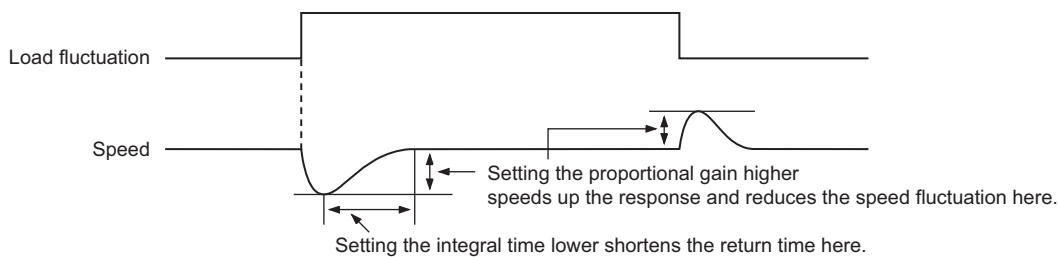 Load fluctuation
Speed
Setting the proportional gain higher
speeds up the response and reduces the speed fluctuation here.
Setting the integral time lower shortens the return time here.